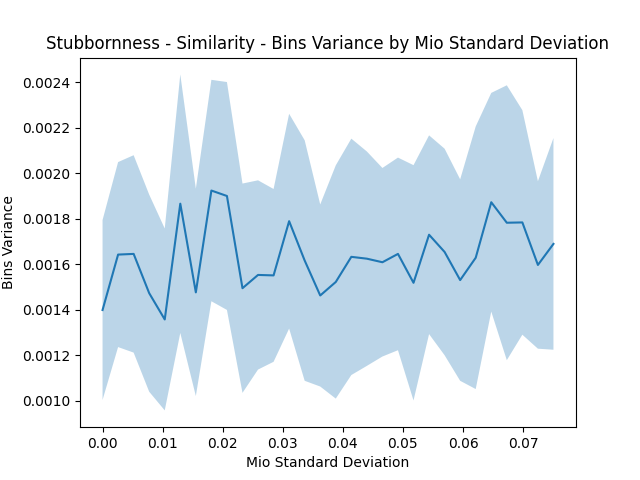 Stubbornness - Similarity - Bins Variance by Mio Standard Deviation
0.0024
0.0022
0.0020
0.0018
0.0016
0.0014
0.0012
0.0010
Bins Variance
0.00 0.01 0.02 0.03 0.04 0.05 0.06 0.07
Mio Standard Deviation